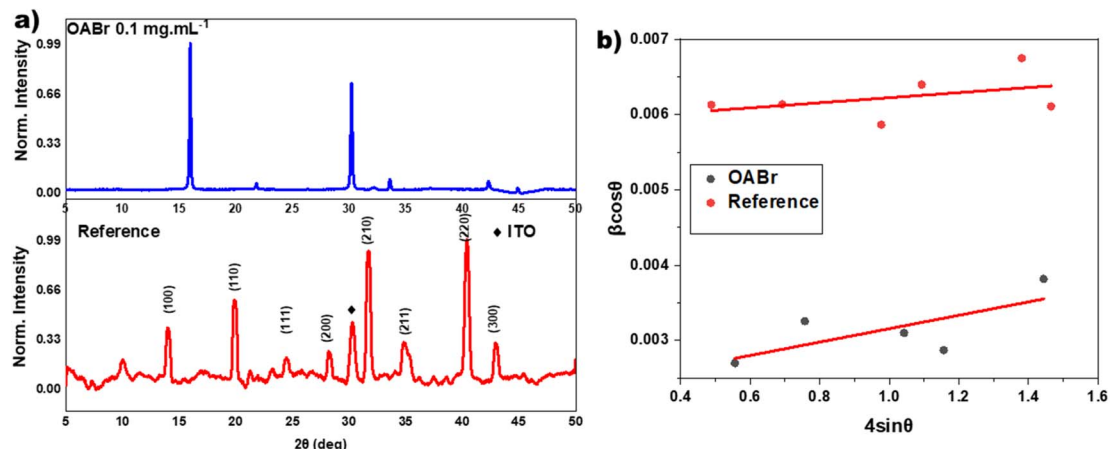 a)
OABr 0.1 mg.mL-1
Norm. Intensity
0.99
0.66
0.33
0.00
5 10 15 20 25 30 35 40 45 50
Reference
◆ ITO
Norm. Intensity
0.99
0.66
0.33
0.00
(100)
(110)
(111)
(200)
(210)
(211)
(220)
(300)
5 10 15 20 25 30 35 40 45 50
2θ (deg)
b)
0.007
0.006
0.005
0.004
0.003
βcosθ
OABr
Reference
0.4 0.6 0.8 1.0 1.2 1.4 1.6
4sinθ